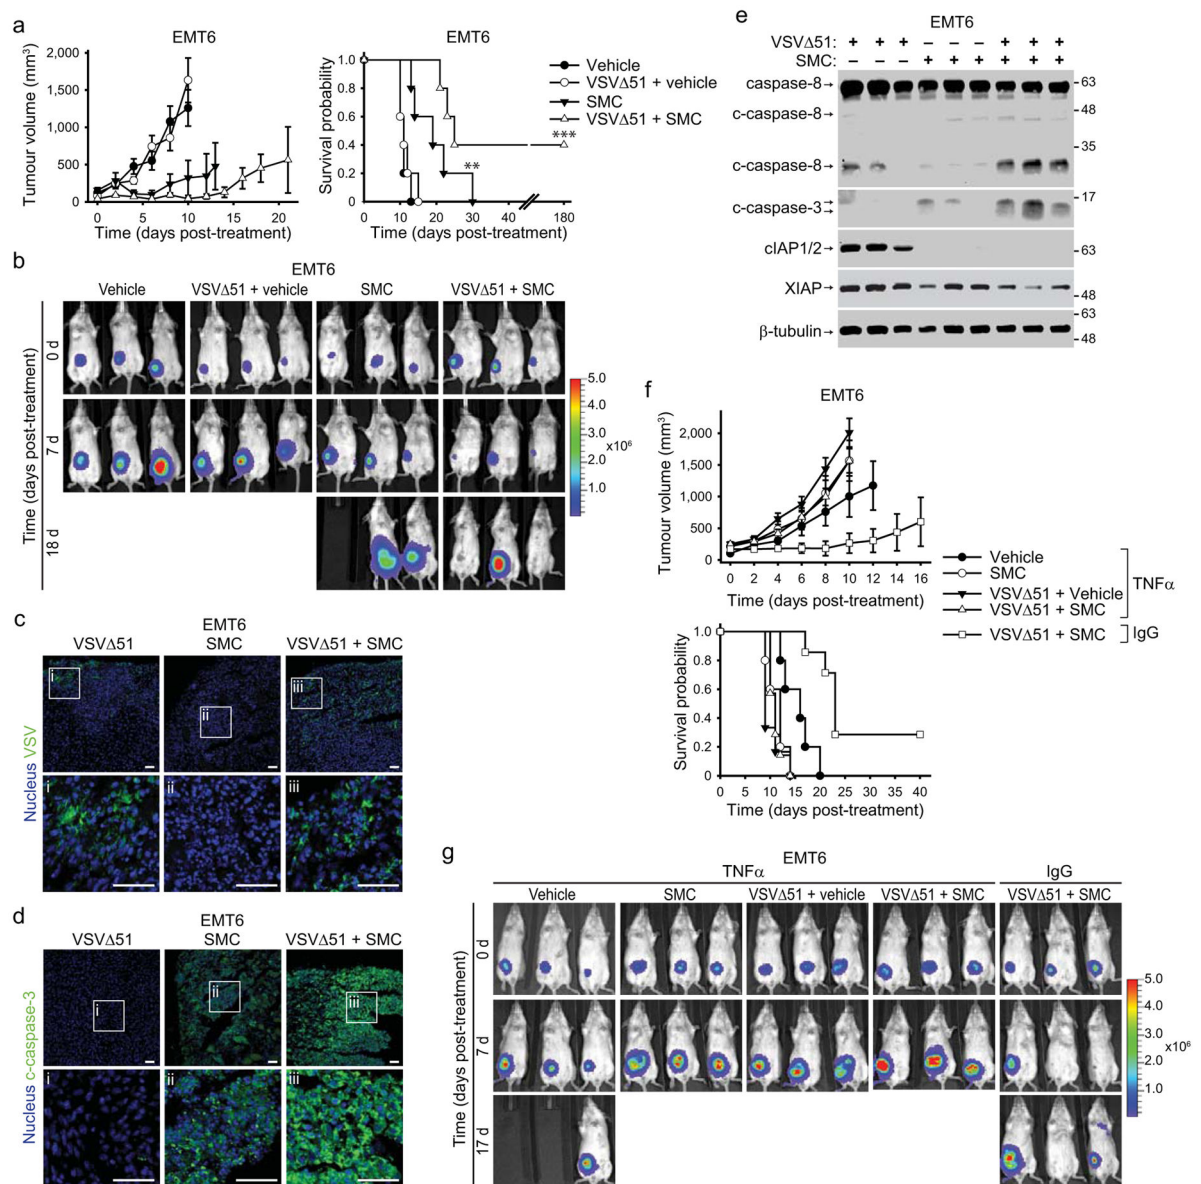 a
EMT6
Tumour volume (mm³)
2,000
1,500
1,000
500
0
0 5 10 15 20
Time (days post-treatment)
EMT6
Survival probability
1.0
0.8
0.6
0.4
0.2
0
0 10 20 30 40 180
Time (days post-treatment)
**
***
Vehicle
VSVΔ51 + vehicle
SMC
VSVΔ51 + SMC
b
EMT6
Vehicle VSVΔ51 + vehicle SMC VSVΔ51 + SMC
Time (days post-treatment)
0 d
7 d
18 d
5.0
4.0
3.0
2.0
1.0
x10⁶
c
EMT6
VSVΔ51 SMC VSVΔ51 + SMC
Nucleus VSV
i ii iii
i ii iii
d
EMT6
VSVΔ51 SMC VSVΔ51 + SMC
Nucleus c-caspase-3
i ii iii
i ii iii
e
EMT6
VSVΔ51: + + + – – – + + +
SMC: – – – + + + + + +
caspase-8 63
48
c-caspase-8
c-caspase-8
17
c-caspase-3
cIAP1/2 63
XIAP 48
63
β-tubulin 48
f
EMT6
Tumour volume (mm³)
2,000
1,500
1,000
500
0
0 2 4 6 8 10 12 14 16
Time (days post-treatment)
Vehicle
SMC
VSVΔ51 + Vehicle
VSVΔ51 + SMC
TNFα
VSVΔ51 + SMC
IgG
Survival probability
1.0
0.8
0.6
0.4
0.2
0
0 5 10 15 20 25 30 35 40
Time (days post-treatment)
g
EMT6
TNFα IgG
Vehicle SMC VSVΔ51 + vehicle VSVΔ51 + SMC VSVΔ51 + SMC
Time (days post-treatment)
0 d
7 d
17 d
5.0
4.0
3.0
2.0
1.0
x10⁶